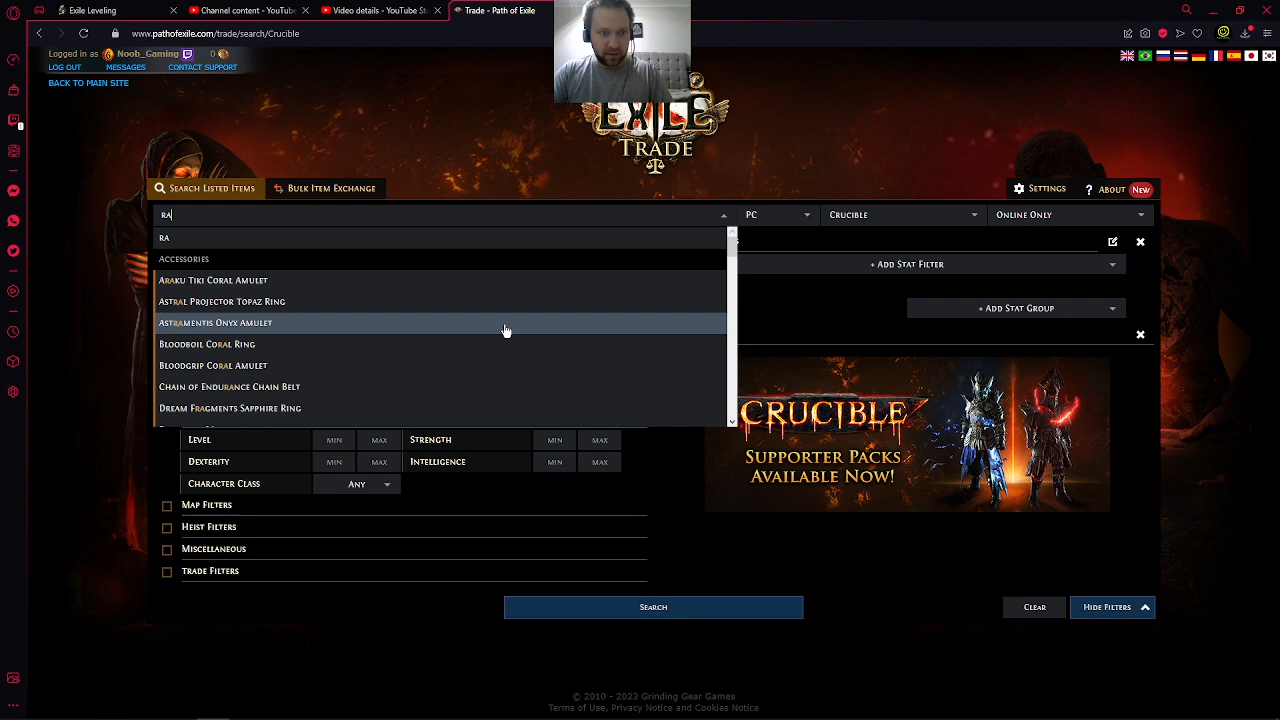 Exile Leveling
Channel content - YouTube
Video details - YouTube St
Trade - Path of Exile
www.pathofexile.com/trade/search/Crucible
Logged in as Noob_Gaming 0
LOG OUT MESSAGES CONTACT SUPPORT
BACK TO MAIN SITE
EXILE
TRADE
SEARCH LISTED ITEMS
BULK ITEM EXCHANGE
SETTINGS
? ABOUT NEW
RA
PC
CRUCIBLE
ONLINE ONLY
RA
ACCESSORIES
ARAKU TIKI CORAL AMULET
ASTRAL PROJECTOR TOPAZ RING
ASTRAMENTIS ONYX AMULET
BLOODBOIL CORAL RING
BLOODGRIP CORAL AMULET
CHAIN OF ENDURANCE CHAIN BELT
DREAM FRAGMENTS SAPPHIRE RING
+ ADD STAT FILTER
+ ADD STAT GROUP
LEVEL MIN MAX STRENGTH MIN MAX
DEXTERITY MIN MAX INTELLIGENCE MIN MAX
CHARACTER CLASS ANY
MAP FILTERS
HEIST FILTERS
MISCELLANEOUS
TRADE FILTERS
CRUCIBLE
SUPPORTER PACKS
AVAILABLE NOW!
SEARCH
CLEAR
HIDE FILTERS
© 2010 - 2023 Grinding Gear Games
Terms of Use, Privacy Notice and Cookies Notice